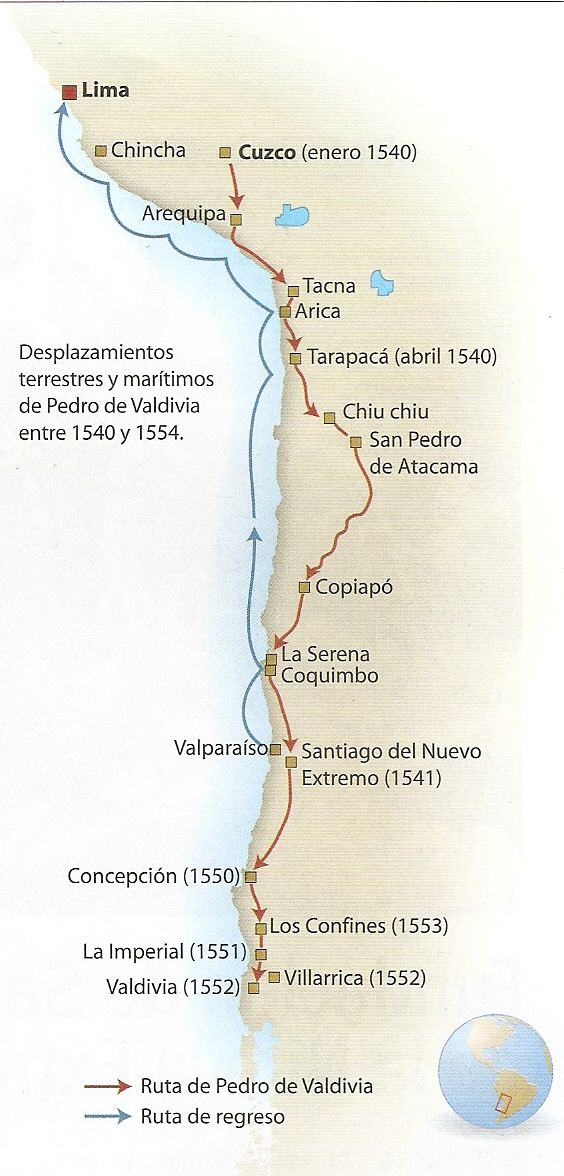 Lima
Chincha
Cuzco (enero 1540)
Arequipa
Tacna
Arica
Desplazamientos
terrestres y marítimos
de Pedro de Valdivia
entre 1540 y 1554.
Tarapacá (abril 1540)
Chiu chiu
San Pedro
de Atacama
Copiapó
La Serena
Coquimbo
Valparaíso
Santiago del Nuevo
Extremo (1541)
Concepción (1550)
Los Confines (1553)
La Imperial (1551)
Villarrica (1552)
Valdivia (1552)
Ruta de Pedro de Valdivia
Ruta de regreso